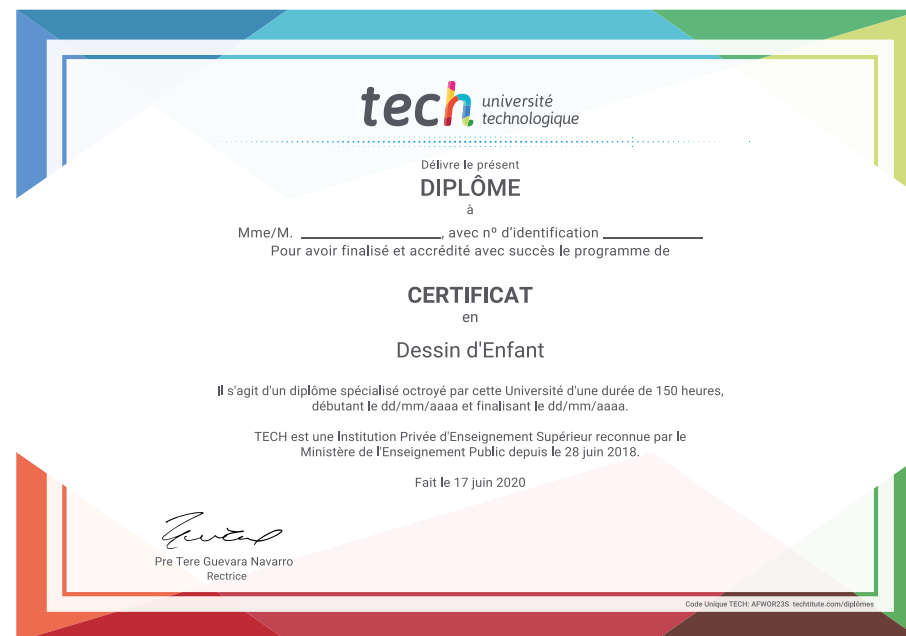 tech université
technologique
Délivre le présent
DIPLÔME
à
Mme/M. ____________________, avec nº d'identification ______________
Pour avoir finalisé et accrédité avec succès le programme de
CERTIFICAT
en
Dessin d'Enfant
Il s'agit d'un diplôme spécialisé octroyé par cette Université d'une durée de 150 heures,
débutant le dd/mm/aaaa et finalisant le dd/mm/aaaa.
TECH est une Institution Privée d'Enseignement Supérieur reconnue par le
Ministère de l'Enseignement Public depuis le 28 juin 2018.
Fait le 17 juin 2020
Pre Tere Guevara Navarro
Rectrice
Code Unique TECH: AFWOR23S techtitute.com/diplômes